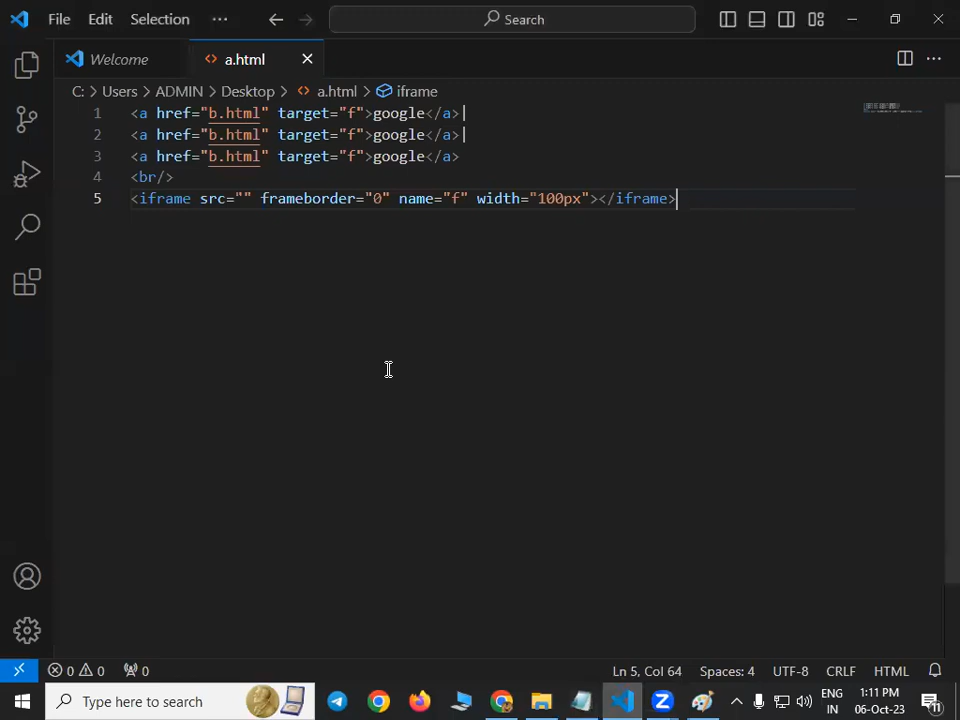 File Edit Selection ··· Search
Welcome a.html
C: > Users > ADMIN > Desktop > a.html > iframe
1 <a href="b.html" target="f">google</a>|
2 <a href="b.html" target="f">google</a>|
3 <a href="b.html" target="f">google</a>
4 <br/>
5 <iframe src="" frameborder="0" name="f" width="100px"></iframe>
0 0 0 Ln 5, Col 64 Spaces: 4 UTF-8 CRLF HTML
Type here to search ENG IN 1:11 PM 06-Oct-23 11